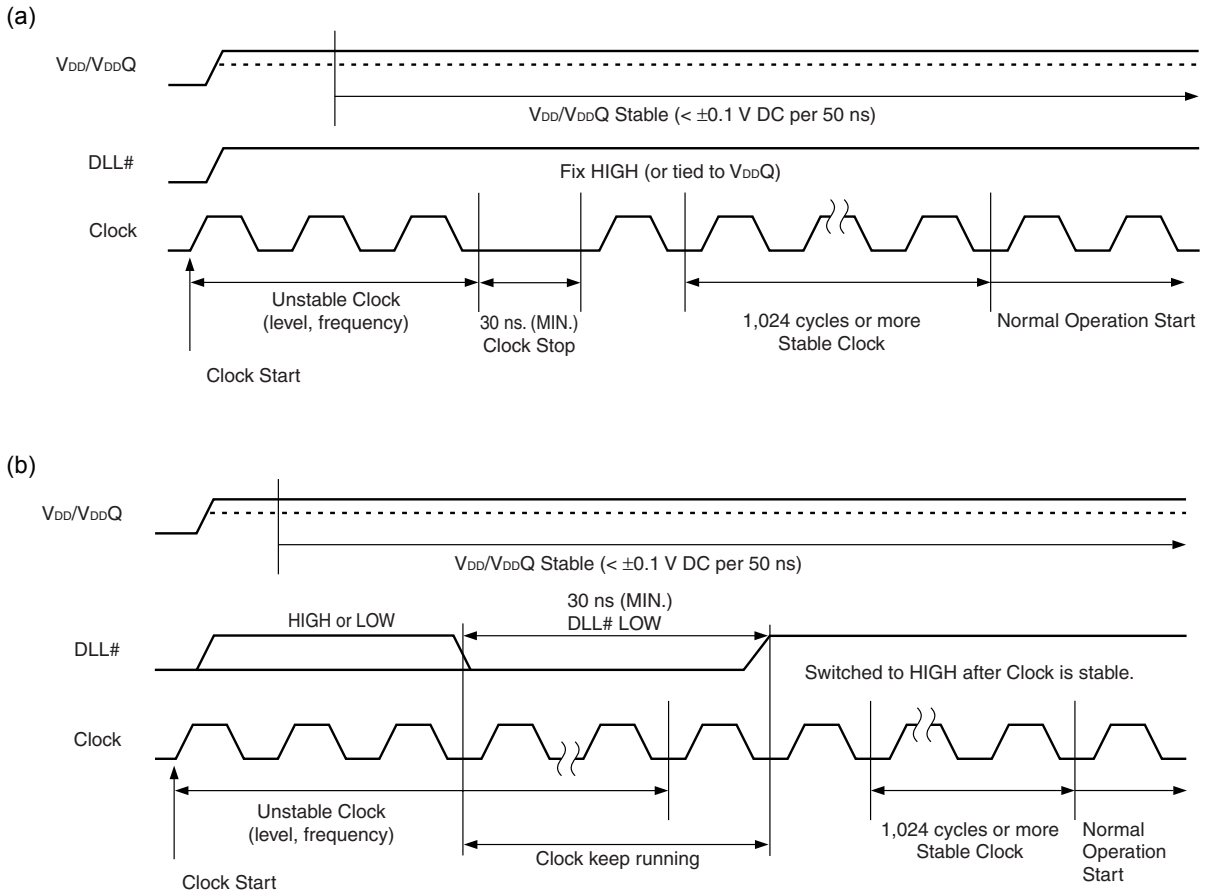 (a)
VDD/VDDQ
VDD/VDDQ Stable (< ±0.1 V DC per 50 ns)
DLL#
Fix HIGH (or tied to VDDQ)
Clock
Unstable Clock
(level, frequency)
30 ns. (MIN.)
Clock Stop
1,024 cycles or more
Stable Clock
Normal Operation Start
Clock Start
(b)
VDD/VDDQ
VDD/VDDQ Stable (< ±0.1 V DC per 50 ns)
HIGH or LOW
30 ns (MIN.)
DLL# LOW
DLL#
Switched to HIGH after Clock is stable.
Clock
Unstable Clock
(level, frequency)
Clock keep running
1,024 cycles or more
Stable Clock
Normal
Operation
Start
Clock Start